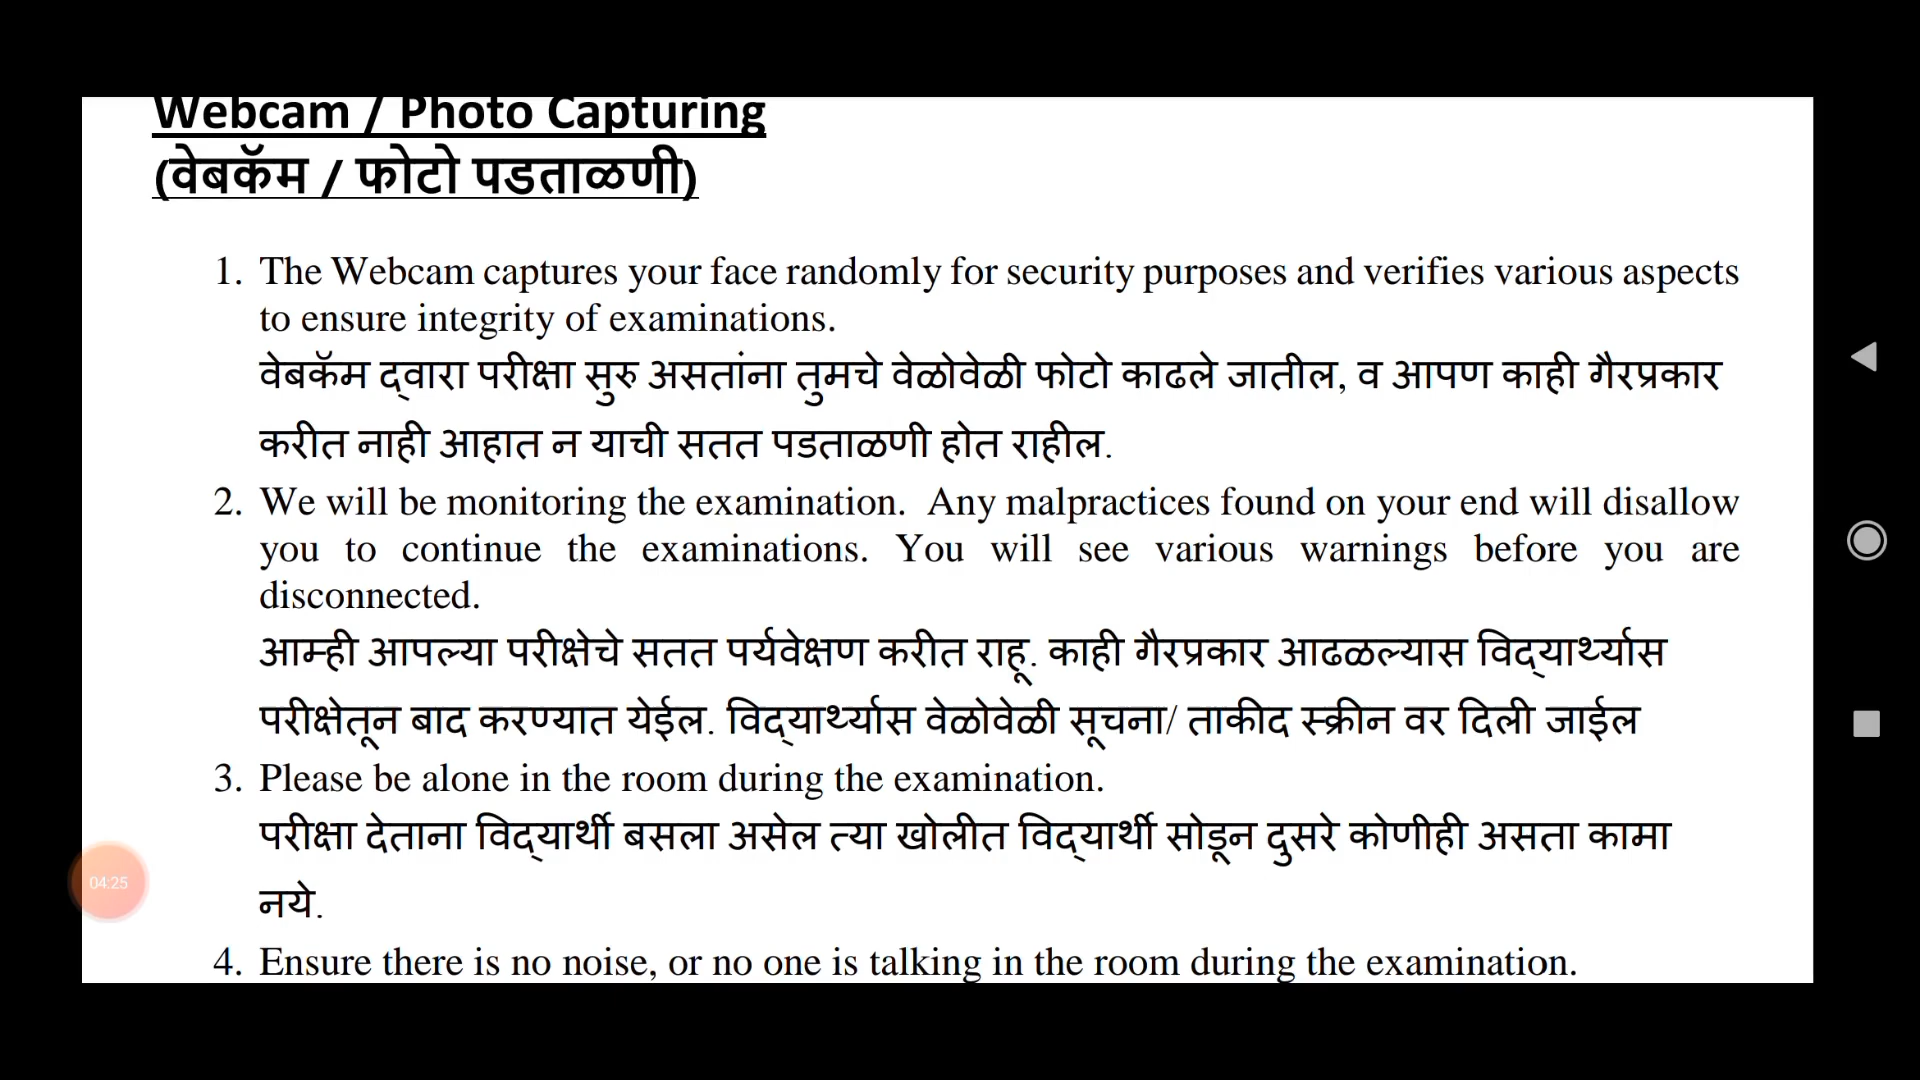 Webcam / Photo Capturing
(वेबकॅम / फोटो पडताळणी)
1. The Webcam captures your face randomly for security purposes and verifies various aspects
to ensure integrity of examinations.
वेबकॅम द्वारा परीक्षा सुरु असतांना तुमचे वेळोवेळी फोटो काढले जातील, व आपण काही गैरप्रकार
करीत नाही आहात न याची सतत पडताळणी होत राहील.
2. We will be monitoring the examination.  Any malpractices found on your end will disallow
you to continue the examinations. You will see various warnings before you are
disconnected.
आम्ही आपल्या परीक्षेचे सतत पर्यवेक्षण करीत राहू. काही गैरप्रकार आढळल्यास विद्यार्थ्यास
परीक्षेतून बाद करण्यात येईल. विद्यार्थ्यास वेळोवेळी सूचना/ ताकीद स्क्रीन वर दिली जाईल
3. Please be alone in the room during the examination.
परीक्षा देताना विद्यार्थी बसला असेल त्या खोलीत विद्यार्थी सोडून दुसरे कोणीही असता कामा
04:25
नये.
4. Ensure there is no noise, or no one is talking in the room during the examination.